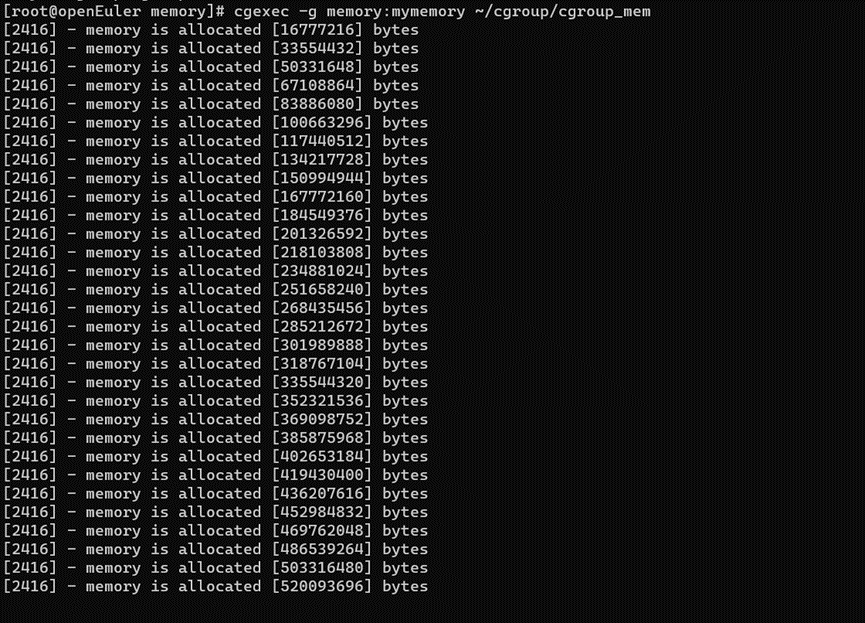 [root@openEuler memory]# cgexec -g memory:mymemory ~/cgroup/cgroup_mem
[2416] - memory is allocated [16777216] bytes
[2416] - memory is allocated [33554432] bytes
[2416] - memory is allocated [50331648] bytes
[2416] - memory is allocated [67108864] bytes
[2416] - memory is allocated [83886080] bytes
[2416] - memory is allocated [100663296] bytes
[2416] - memory is allocated [117440512] bytes
[2416] - memory is allocated [134217728] bytes
[2416] - memory is allocated [150994944] bytes
[2416] - memory is allocated [167772160] bytes
[2416] - memory is allocated [184549376] bytes
[2416] - memory is allocated [201326592] bytes
[2416] - memory is allocated [218103808] bytes
[2416] - memory is allocated [234881024] bytes
[2416] - memory is allocated [251658240] bytes
[2416] - memory is allocated [268435456] bytes
[2416] - memory is allocated [285212672] bytes
[2416] - memory is allocated [301989888] bytes
[2416] - memory is allocated [318767104] bytes
[2416] - memory is allocated [335544320] bytes
[2416] - memory is allocated [352321536] bytes
[2416] - memory is allocated [369098752] bytes
[2416] - memory is allocated [385875968] bytes
[2416] - memory is allocated [402653184] bytes
[2416] - memory is allocated [419430400] bytes
[2416] - memory is allocated [436207616] bytes
[2416] - memory is allocated [452984832] bytes
[2416] - memory is allocated [469762048] bytes
[2416] - memory is allocated [486539264] bytes
[2416] - memory is allocated [503316480] bytes
[2416] - memory is allocated [520093696] bytes